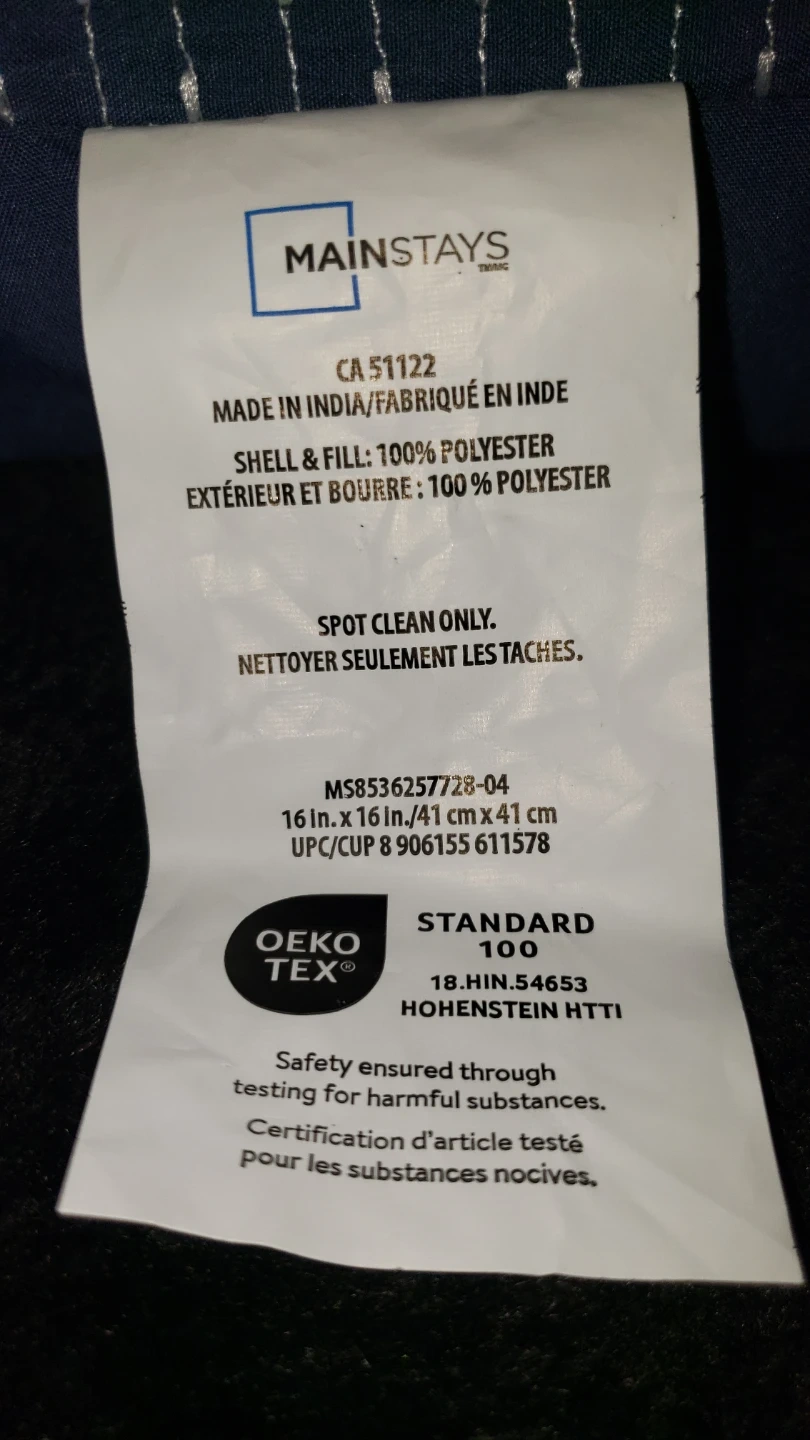 MAINSTAYS
TM/MC
CA 51122
MADE IN INDIA/FABRIQUÉ EN INDE
SHELL & FILL: 100% POLYESTER
EXTÉRIEUR ET BOURRE : 100 % POLYESTER
SPOT CLEAN ONLY.
NETTOYER SEULEMENT LES TACHES.
MS8536257728-04
16 in. x 16 in./41 cm x 41 cm
UPC/CUP 8 906155 611578
OEKO
TEX®
STANDARD
100
18.HIN.54653
HOHENSTEIN HTTI
Safety ensured through
testing for harmful substances.
Certification d'article testé
pour les substances nocives.